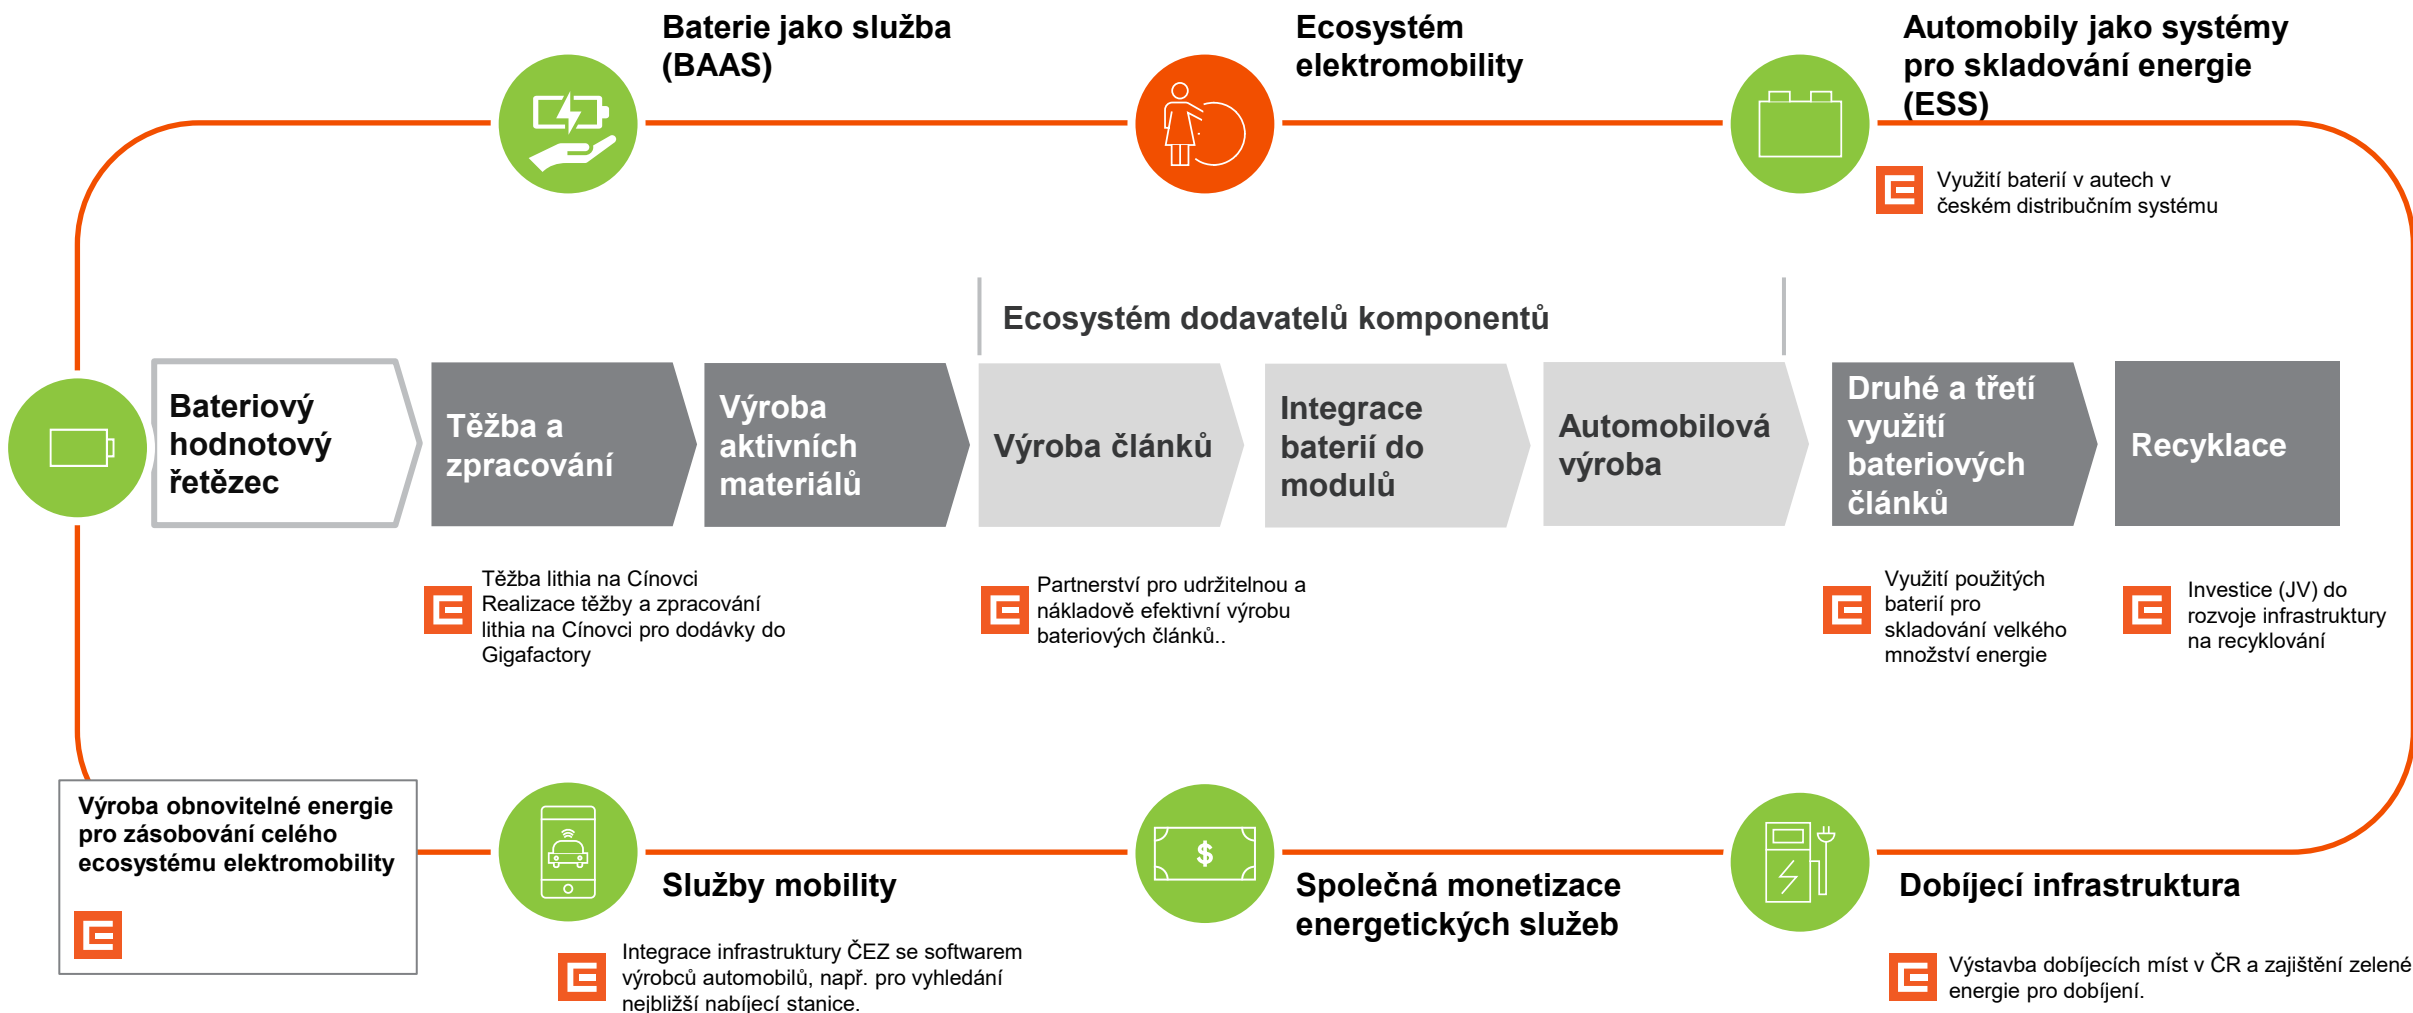 Baterie jako služba
(BAAS)
Ecosystém
elektromobility
Automobily jako systémy
pro skladování energie
(ESS)
Využití baterií v autech v
českém distribučním systému
Ecosystém dodavatelů komponentů
Bateriový
hodnotový
řetězec
Těžba a
zpracování
Výroba
aktivních
materiálů
Výroba článků
Integrace
baterií do
modulů
Automobilová
výroba
Druhé a třetí
využití
bateriových
článků
Recyklace
Těžba lithia na Cínovci
Realizace těžby a zpracování
lithia na Cínovci pro dodávky do
Gigafactory
Partnerství pro udržitelnou a
nákladově efektivní výrobu
bateriových článků..
Využití použitých
baterií pro
skladování velkého
množství energie
Investice (JV) do
rozvoje infrastruktury
na recyklování
Výroba obnovitelné energie
pro zásobování celého
ecosystému elektromobility
Služby mobility
Integrace infrastruktury ČEZ se softwarem
výrobců automobilů, např. pro vyhledání
nejbližší nabíjecí stanice.
$
Společná monetizace
energetických služeb
Dobíjecí infrastruktura
Výstavba dobíjecích míst v ČR a zajištění zelené
energie pro dobíjení.